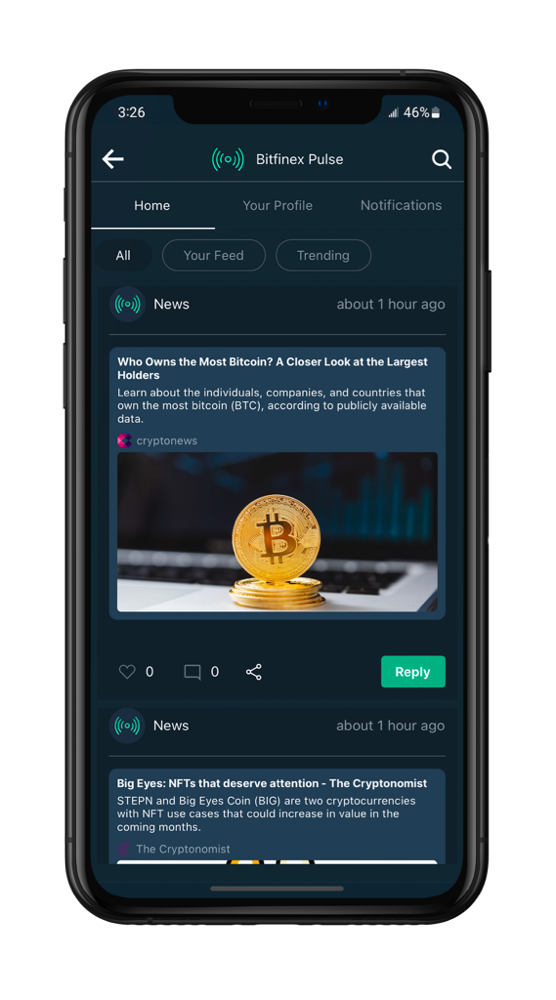 3:26
46%
Bitfinex Pulse
Home Your Profile Notifications
All Your Feed Trending
News about 1 hour ago
Who Owns the Most Bitcoin? A Closer Look at the Largest
Holders
Learn about the individuals, companies, and countries that
own the most bitcoin (BTC), according to publicly available
data.
cryptonews
0 0 Reply
News about 1 hour ago
Big Eyes: NFTs that deserve attention - The Cryptonomist
STEPN and Big Eyes Coin (BIG) are two cryptocurrencies
with NFT use cases that could increase in value in the
coming months.
The Cryptonomist